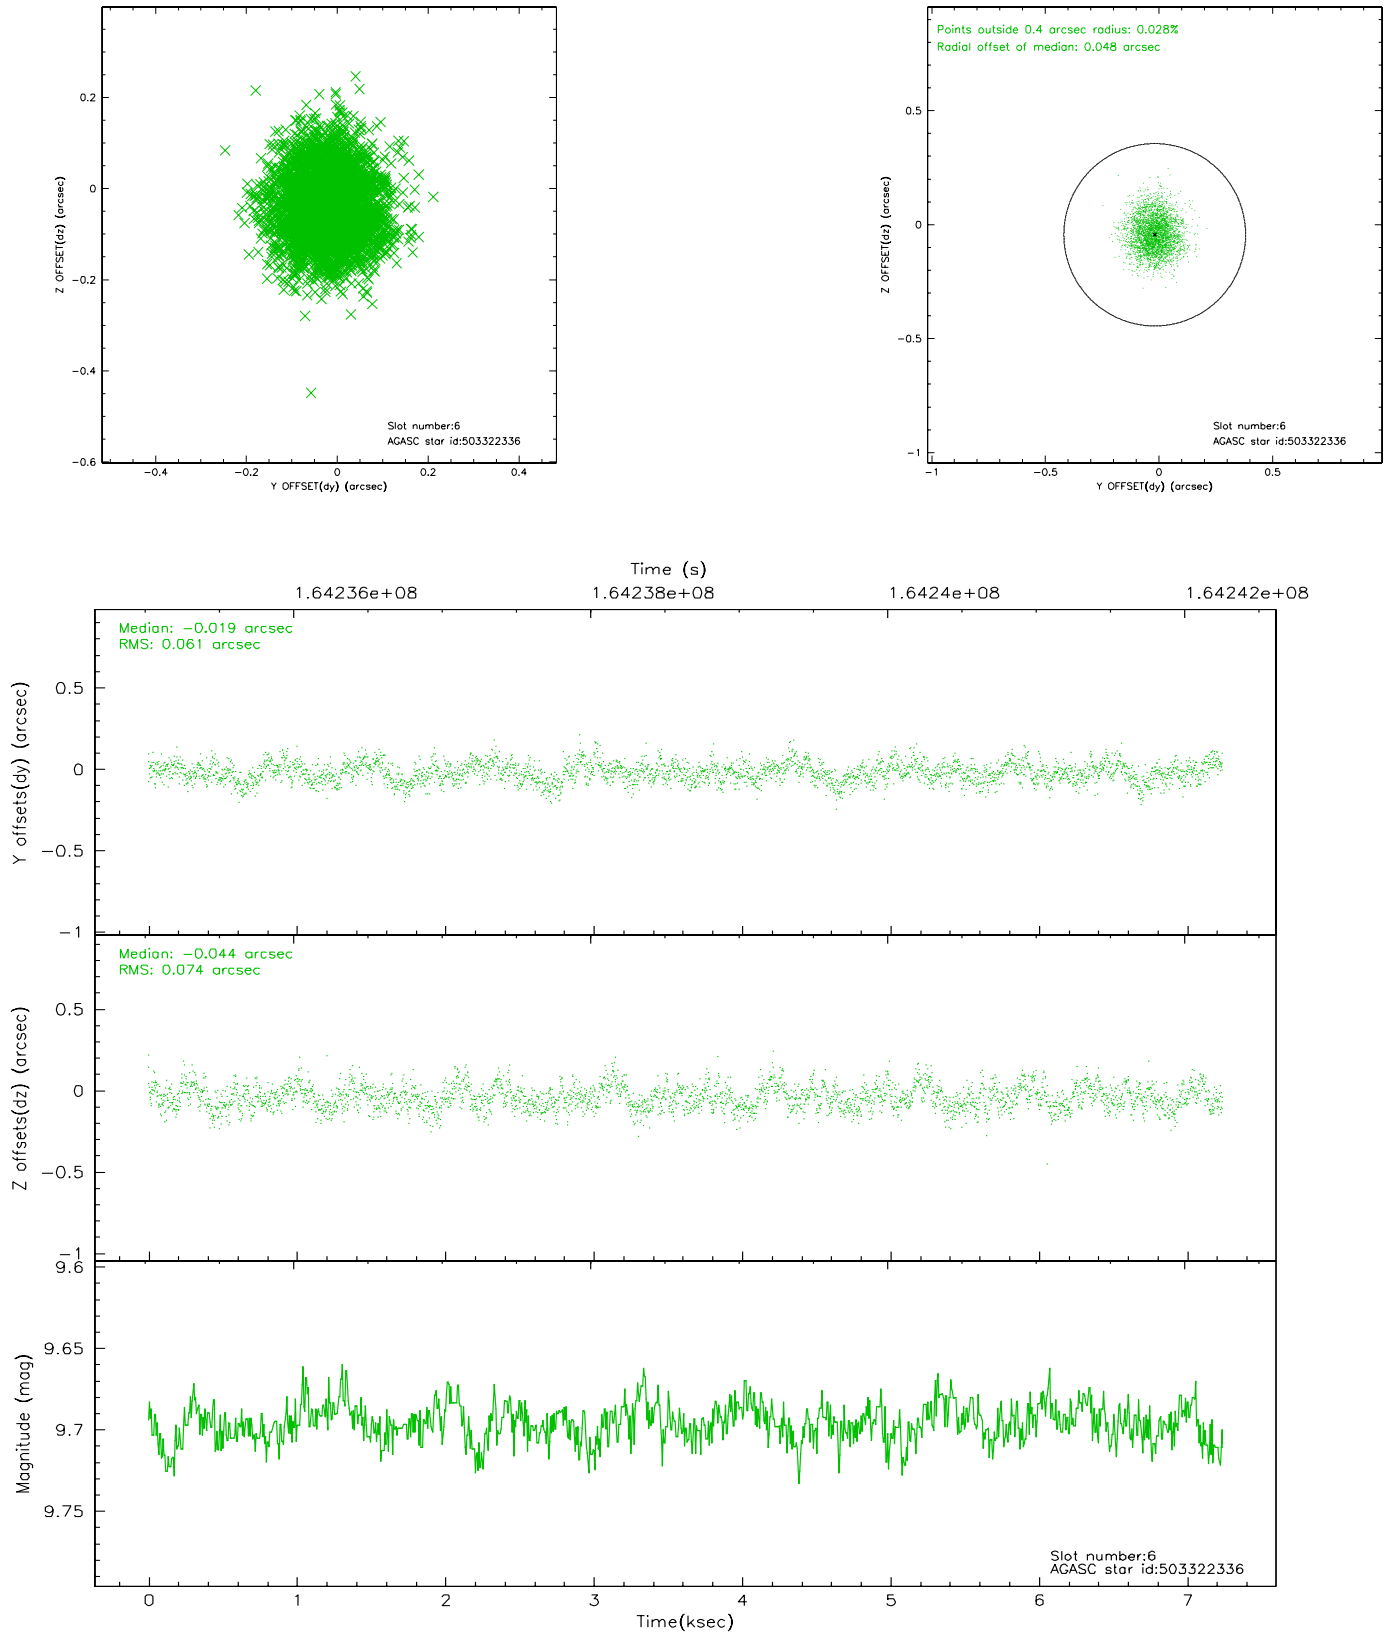 0.2
0
-0.2
-0.4
-0.6
Z OFFSET(dz) (arcsec)
Slot number:6
AGASC star id:503322336
-0.4 -0.2 0 0.2 0.4
Y OFFSET(dy) (arcsec)
Points outside 0.4 arcsec radius: 0.028%
Radial offset of median: 0.048 arcsec
0.5
0
-0.5
-1
Z OFFSET(dz) (arcsec)
Slot number:6
AGASC star id:503322336
-1 -0.5 0 0.5
Y OFFSET(dy) (arcsec)
Time (s)
1.64236e+08 1.64238e+08 1.6424e+08 1.64242e+08
Median: -0.019 arcsec
RMS: 0.061 arcsec
0.5
0
-0.5
-1
Y offsets(dy) (arcsec)
Median: -0.044 arcsec
RMS: 0.074 arcsec
0.5
0
-0.5
-1
Z offsets(dz) (arcsec)
9.6
9.65
9.7
9.75
Magnitude (mag)
Slot number:6
AGASC star id:503322336
0 1 2 3 4 5 6 7
Time(ksec)